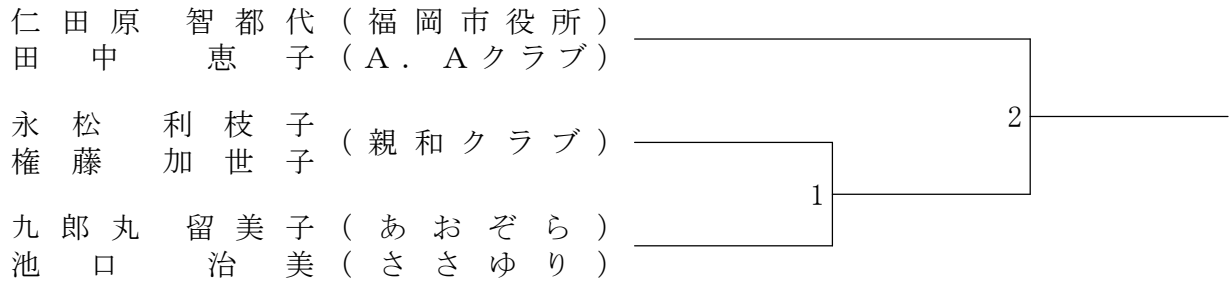 仁田原 智都代(福岡市役所)
田中 恵子(A.Aクラブ)
永松 利枝子
権藤 加世子
(親和クラブ)
九郎丸 留美子(あおぞら)
池口 治美(ささゆり)
2
1